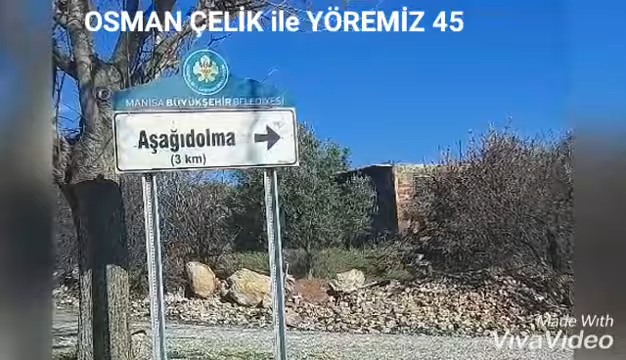 OSMAN ÇELİK ile YÖREMİZ 45
MANİSA BÜYÜKŞEHİR BELEDİYESİ
Aşağıdolma
(3 km)
Made With
VivaVideo